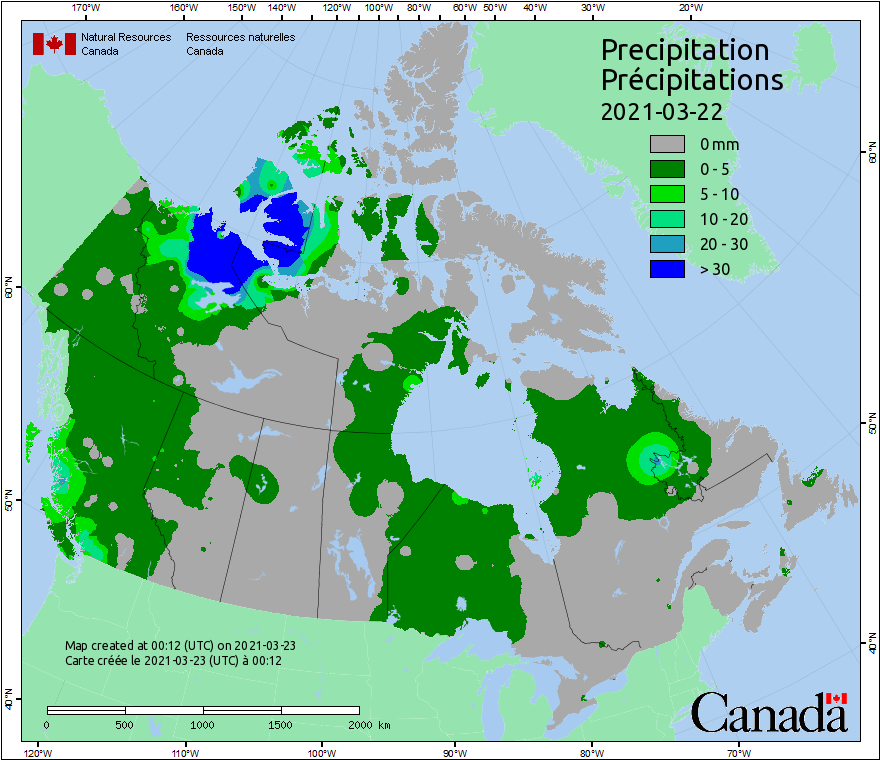 170°W 160°W 150°W 140°W 120°W 100°W 80°W 60°W 50°W 40°W 30°W 20°W
Natural Resources Ressources naturelles
Canada Canada
Precipitation
Précipitations
2021-03-22
0 mm
0 - 5
5 - 10
10 - 20
20 - 30
> 30
60°N
60°N
50°N
50°N
40°N
40°N
Map created at 00:12 (UTC) on 2021-03-23
Carte créée le 2021-03-23 (UTC) à 00:12
0 500 1000 1500 2000 km
Canada
120°W 110°W 100°W 90°W 80°W 70°W